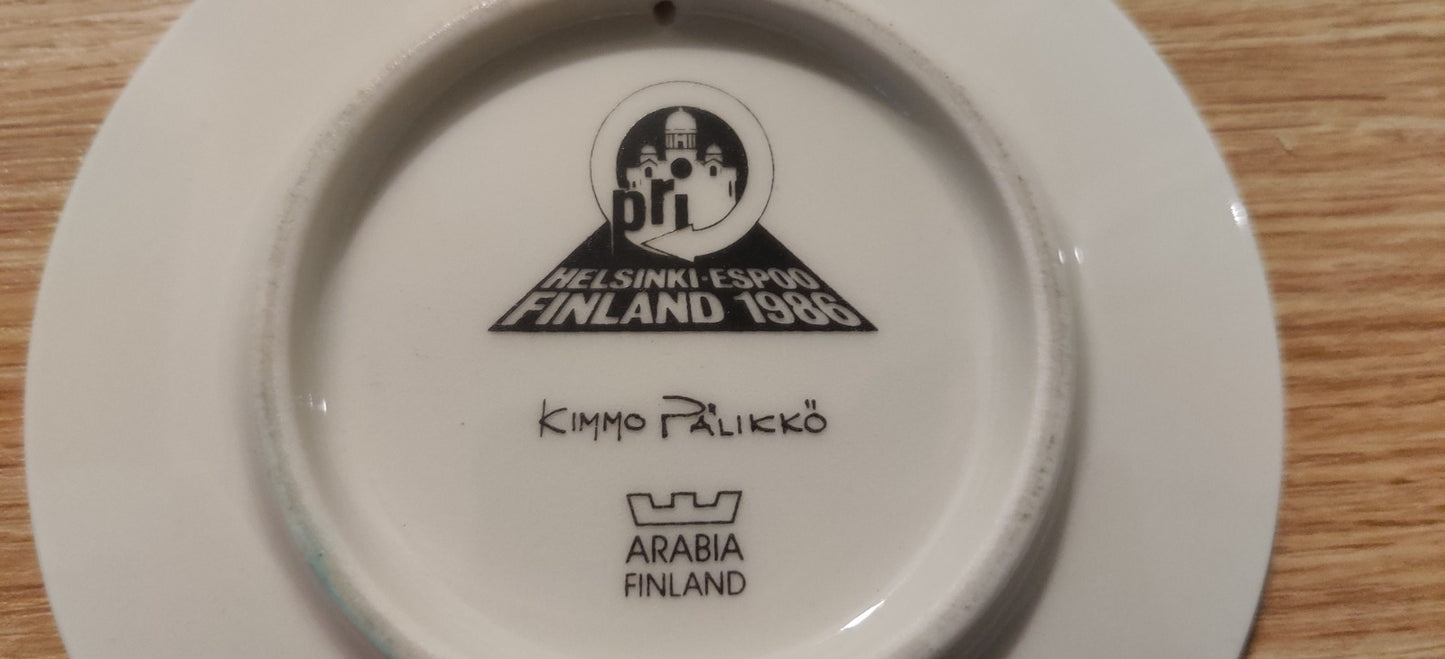 pri
HELSINKI·ESPOO
FINLAND 1986
KIMMO PÄLIKKÖ
ARABIA
FINLAND